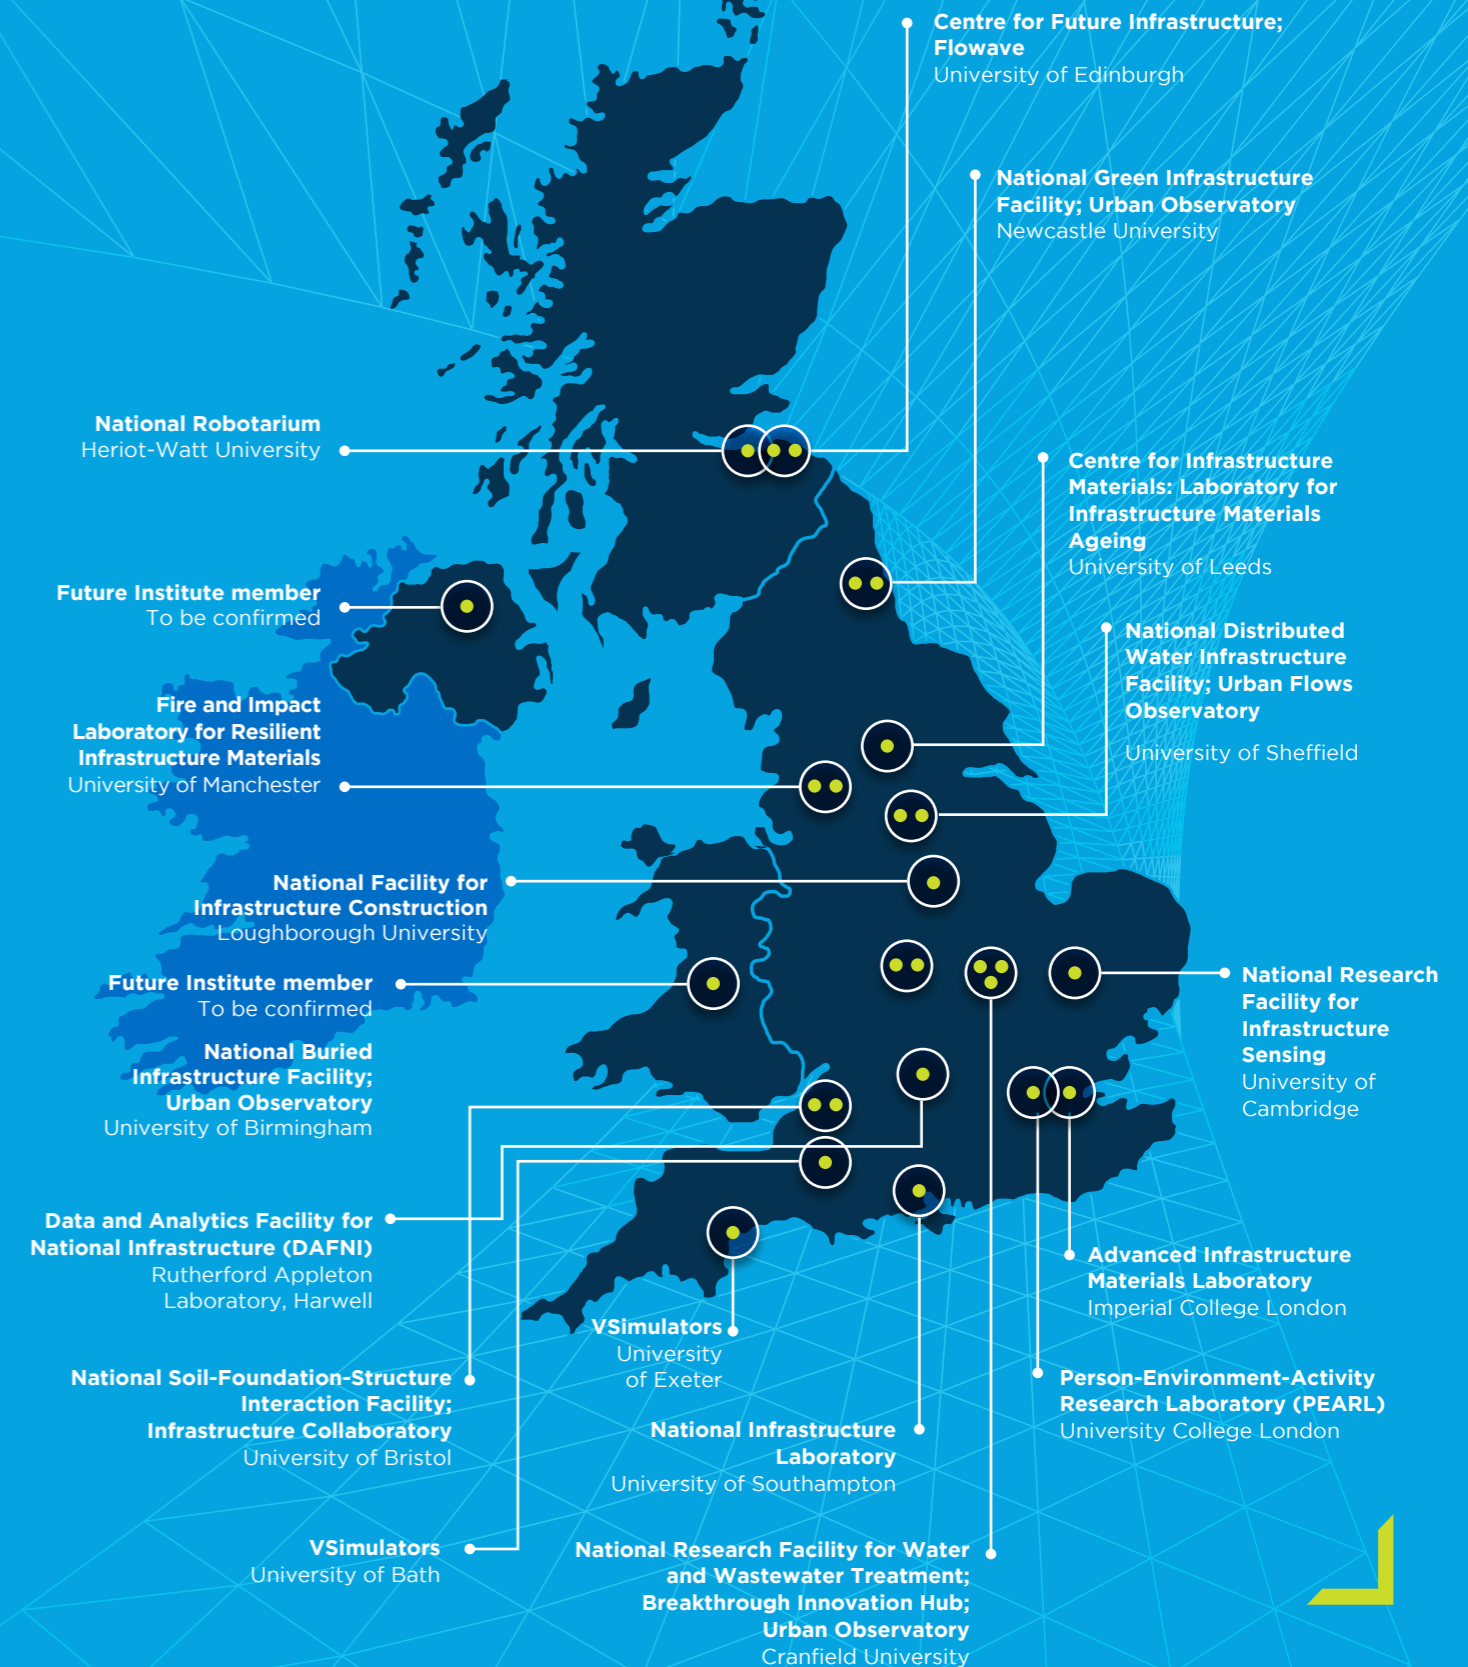 Centre for Future Infrastructure;
Flowave
University of Edinburgh
National Green Infrastructure
Facility; Urban Observatory
Newcastle University
National Robotarium
Heriot-Watt University
Centre for Infrastructure
Materials: Laboratory for
Infrastructure Materials
Ageing
University of Leeds
Future Institute member
To be confirmed
National Distributed
Water Infrastructure
Facility; Urban Flows
Observatory
University of Sheffield
Fire and Impact
Laboratory for Resilient
Infrastructure Materials
University of Manchester
National Facility for
Infrastructure Construction
Loughborough University
Future Institute member
To be confirmed
National Research
Facility for
Infrastructure
Sensing
University of
Cambridge
National Buried
Infrastructure Facility;
Urban Observatory
University of Birmingham
Data and Analytics Facility for
National Infrastructure (DAFNI)
Rutherford Appleton
Laboratory, Harwell
Advanced Infrastructure
Materials Laboratory
Imperial College London
VSimulators
University
of Exeter
National Soil-Foundation-Structure
Interaction Facility;
Infrastructure Collaboratory
University of Bristol
Person-Environment-Activity
Research Laboratory (PEARL)
University College London
National Infrastructure
Laboratory
University of Southampton
VSimulators
University of Bath
National Research Facility for Water
and Wastewater Treatment;
Breakthrough Innovation Hub;
Urban Observatory
Cranfield University